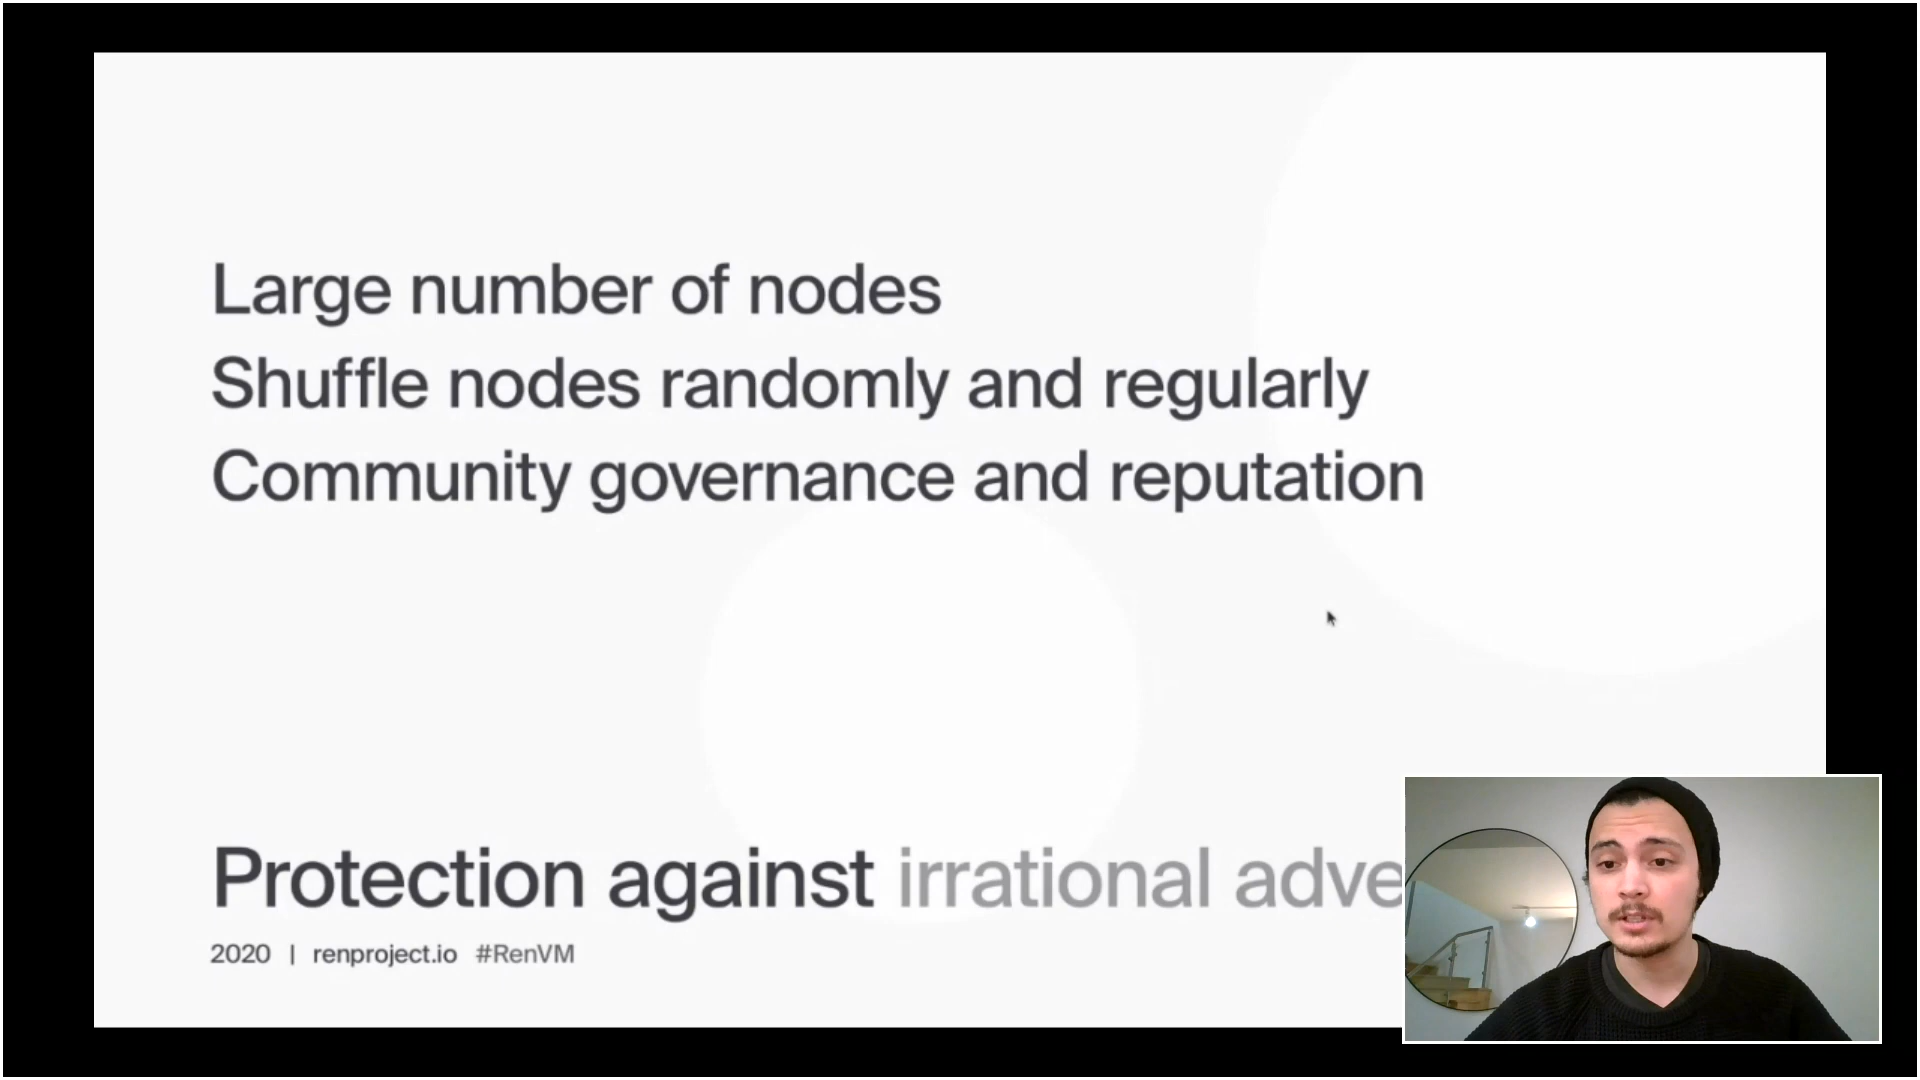 Large number of nodes
Shuffle nodes randomly and regularly
Community governance and reputation
Protection against irrational adve
2020 | renproject.io #RenVM